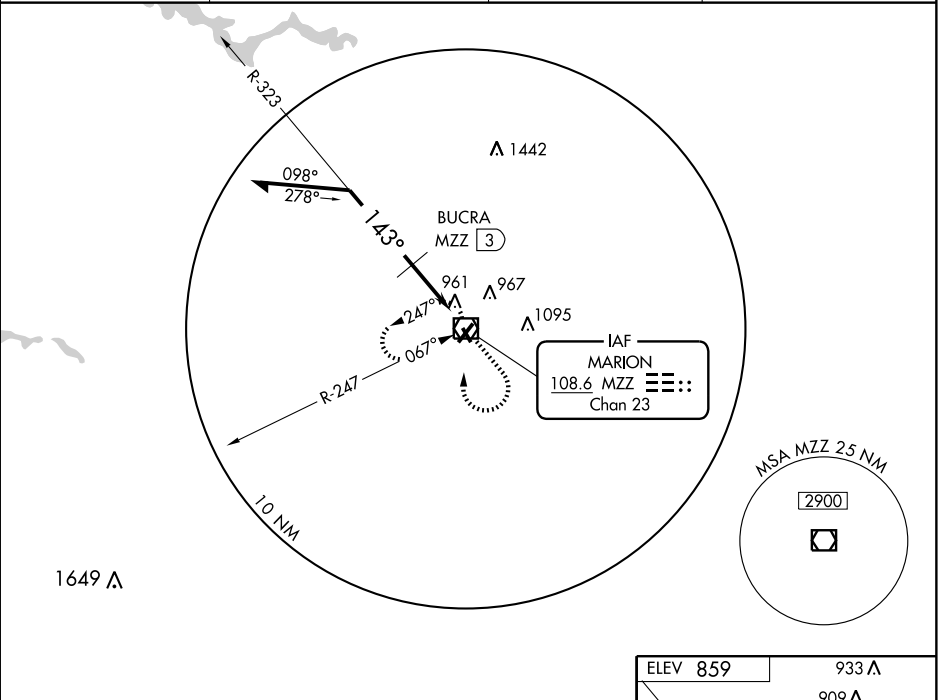 R-323
1442
098°
278°
143°
BUCRA
MZZ 3
961
967
247°
1095
067°
IAF
MARION
108.6 MZZ
Chan 23
R-247
MSA MZZ 25 NM
2900
10 NM
1649
ELEV 859
933
909